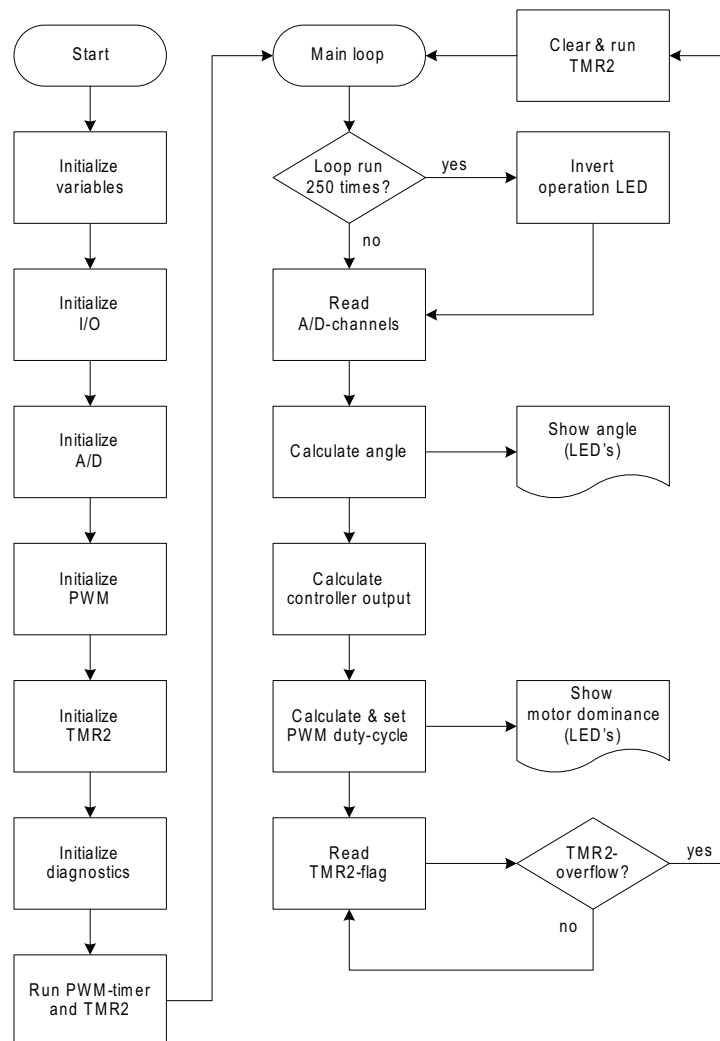 Start
Initialize
variables
Initialize
I/O
Initialize
A/D
Initialize
PWM
Initialize
TMR2
Initialize
diagnostics
Run PWM-timer
and TMR2
Main loop
Clear & run
TMR2
Loop run
250 times?
yes
no
Invert
operation LED
Read
A/D-channels
Calculate angle
Show angle
(LED's)
Calculate
controller output
Calculate & set
PWM duty-cycle
Show
motor dominance
(LED's)
Read
TMR2-flag
TMR2-
overflow?
yes
no